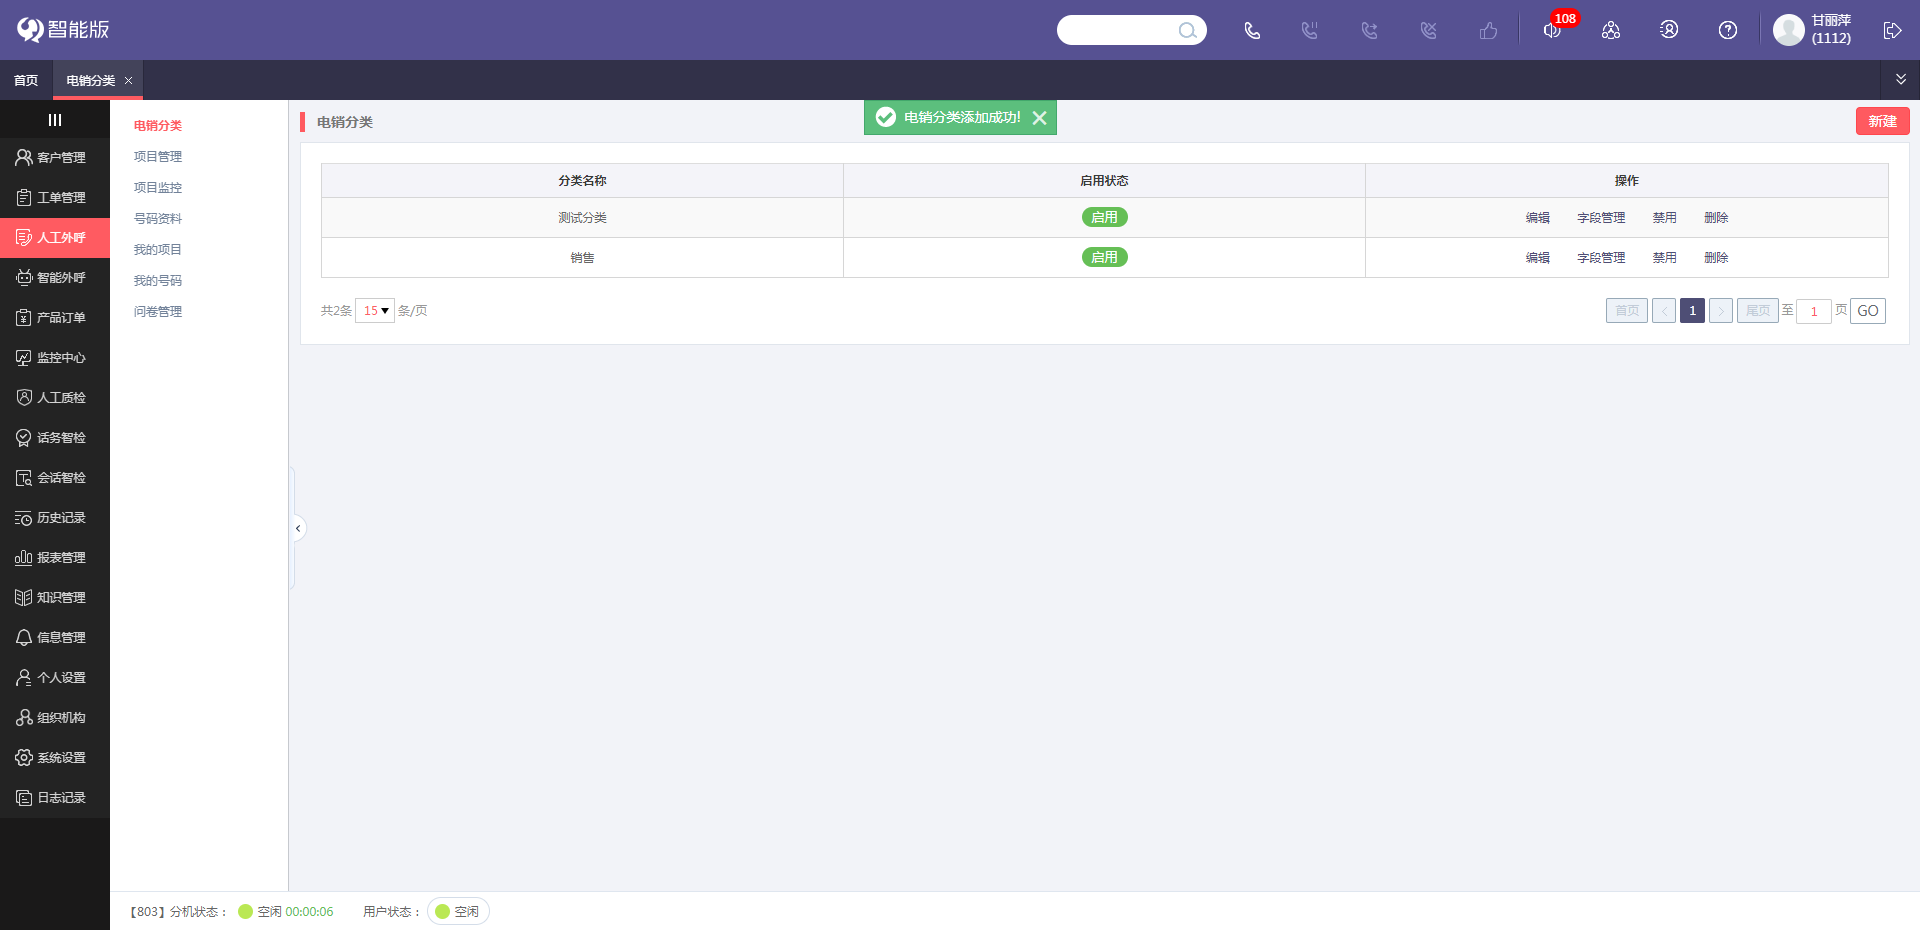 智能版
108
甘丽萍
(1112)
首页
电销分类
客户管理
工单管理
人工外呼
智能外呼
产品订单
监控中心
人工质检
话务智检
会话智检
历史记录
报表管理
知识管理
信息管理
个人设置
组织机构
系统设置
日志记录
电销分类
项目管理
项目监控
号码资料
我的项目
我的号码
问卷管理
电销分类
电销分类添加成功!
新建
分类名称 启用状态 操作
测试分类 启用 编辑 字段管理 禁用 删除
销售 启用 编辑 字段管理 禁用 删除
共2条 15 条/页 首页 < 1 > 尾页 至 1 页 GO
【803】分机状态： 空闲 00:00:06 用户状态： 空闲